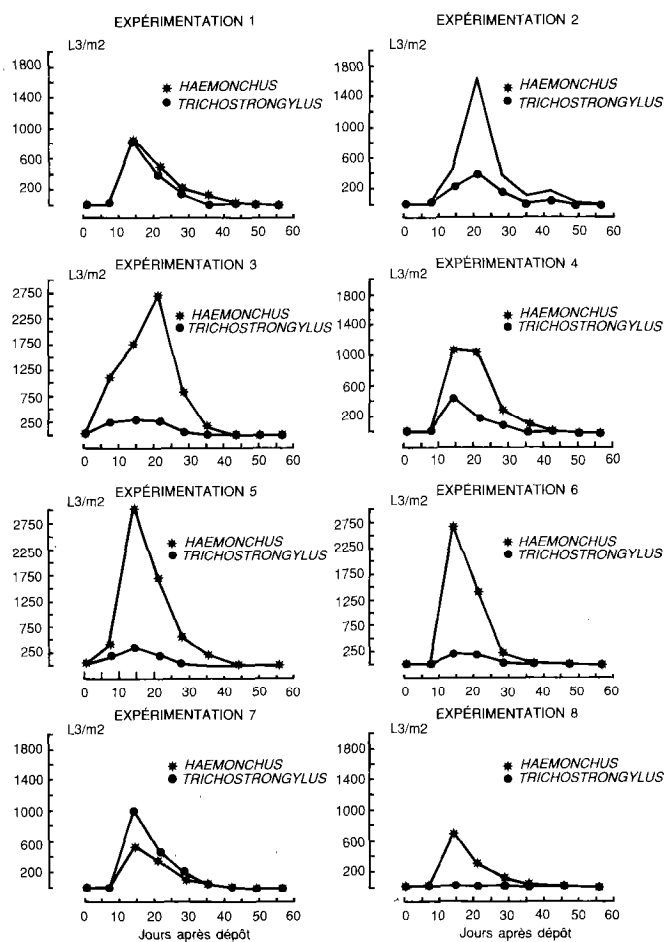 EXPÉRIMENTATION 1
L3/m2
HAEMONCHUS
TRICHOSTRONGYLUS
1800
1400
1000
600
200
0 10 20 30 40 50 60
EXPÉRIMENTATION 2
L3/m2
HAEMONCHUS
TRICHOSTRONGYLUS
1800
1400
1000
600
200
0 10 20 30 40 50 60
EXPÉRIMENTATION 3
L3/m2
HAEMONCHUS
TRICHOSTRONGYLUS
2750
2250
1750
1250
750
250
0 10 20 30 40 50 60
EXPÉRIMENTATION 4
L3/m2
HAEMONCHUS
TRICHOSTRONGYLUS
1800
1400
1000
600
200
0 10 20 30 40 50 60
EXPÉRIMENTATION 5
L3/m2
HAEMONCHUS
TRICHOSTRONGYLUS
2750
2250
1750
1250
750
250
0 10 20 30 40 50 60
EXPÉRIMENTATION 6
L3/m2
HAEMONCHUS
TRICHOSTRONGYLUS
2750
2250
1750
1250
750
250
0 10 20 30 40 50 60
EXPÉRIMENTATION 7
L3/m2
HAEMONCHUS
TRICHOSTRONGYLUS
1800
1400
1000
600
200
0 10 20 30 40 50 60
Jours après dépôt
EXPÉRIMENTATION 8
L3/m2
HAEMONCHUS
TRICHOSTRONGYLUS
1800
1400
1000
600
200
0 10 20 30 40 50 60
Jours après dépôt